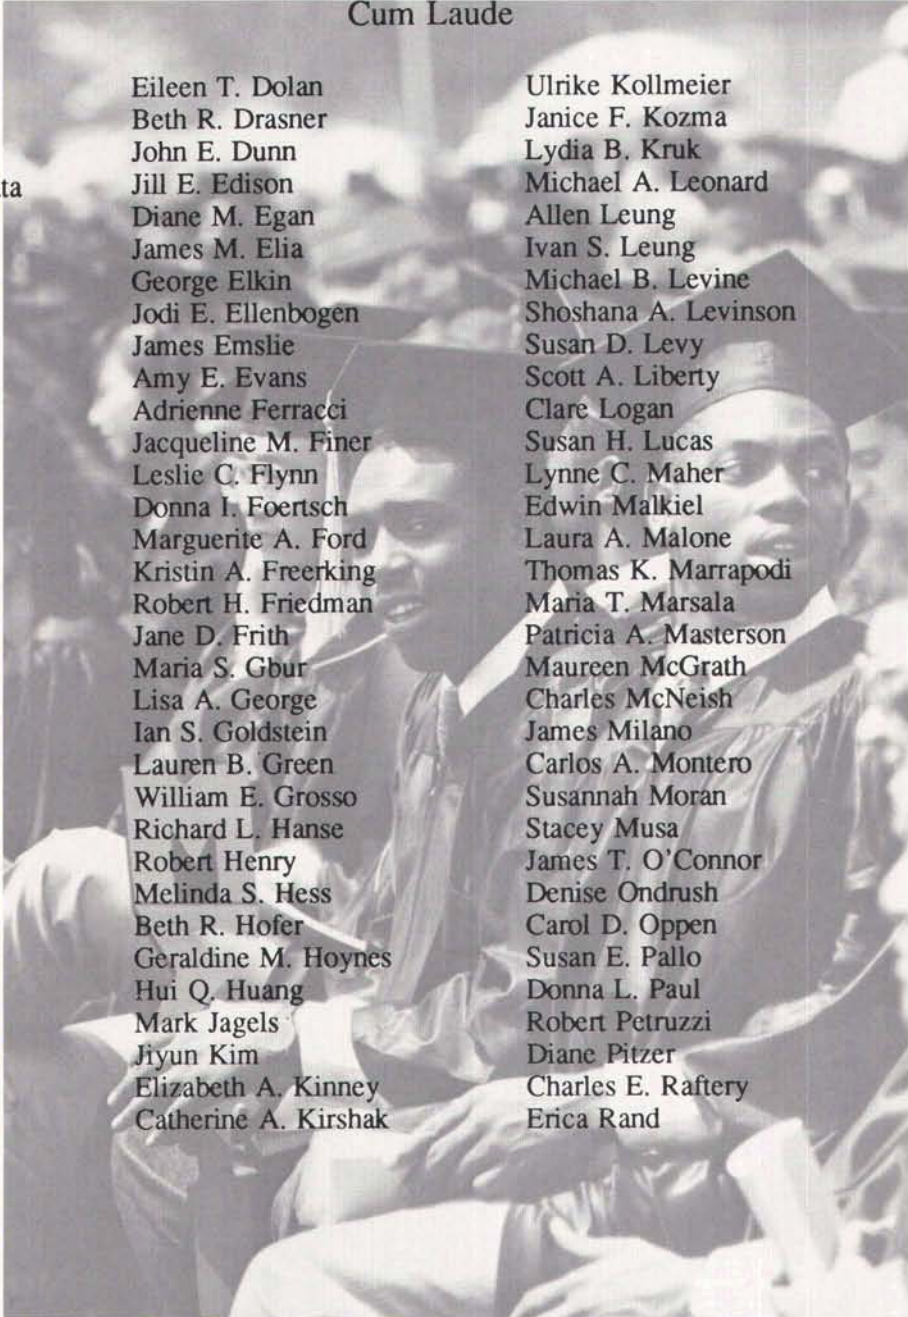 Cum Laude
ta
Eileen T. Dolan
Beth R. Drasner
John E. Dunn
Jill E. Edison
Diane M. Egan
James M. Elia
George Elkin
Jodi E. Ellenbogen
James Emslie
Amy E. Evans
Adrienne Ferracci
Jacqueline M. Finer
Leslie C. Flynn
Donna I. Foertsch
Marguerite A. Ford
Kristin A. Freerking
Robert H. Friedman
Jane D. Frith
Maria S. Gbur
Lisa A. George
Ian S. Goldstein
Lauren B. Green
William E. Grosso
Richard L. Hanse
Robert Henry
Melinda S. Hess
Beth R. Hofer
Geraldine M. Hoynes
Hui Q. Huang
Mark Jagels
Jiyun Kim
Elizabeth A. Kinney
Catherine A. Kirshak
Ulrike Kollmeier
Janice F. Kozma
Lydia B. Kruk
Michael A. Leonard
Allen Leung
Ivan S. Leung
Michael B. Levine
Shoshana A. Levinson
Susan D. Levy
Scott A. Liberty
Clare Logan
Susan H. Lucas
Lynne C. Maher
Edwin Malkiel
Laura A. Malone
Thomas K. Marrapodi
Maria T. Marsala
Patricia A. Masterson
Maureen McGrath
Charles McNeish
James Milano
Carlos A. Montero
Susannah Moran
Stacey Musa
James T. O'Connor
Denise Ondrush
Carol D. Oppen
Susan E. Pallo
Donna L. Paul
Robert Petruzzi
Diane Pitzer
Charles E. Raftery
Erica Rand